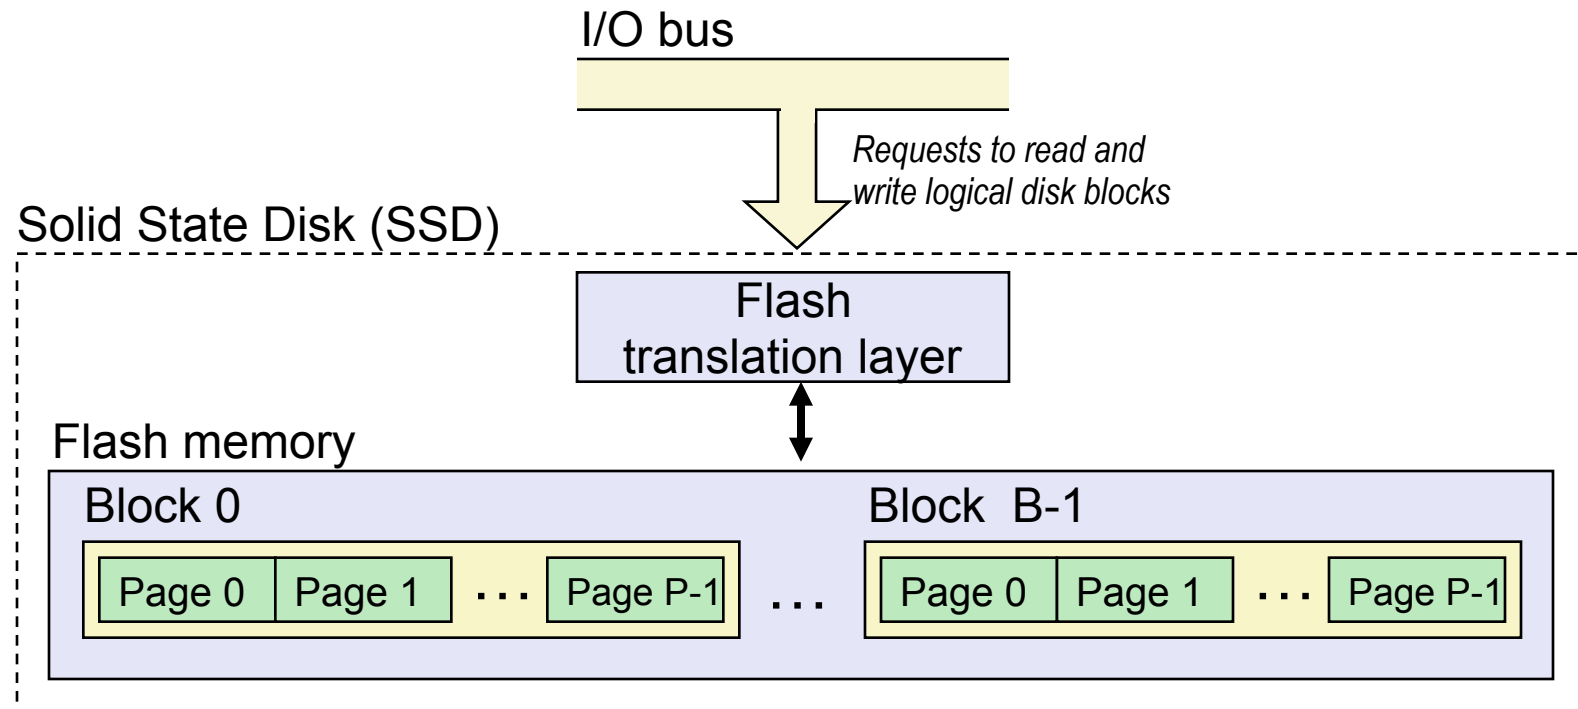 I/O bus
Requests to read and
write logical disk blocks
Solid State Disk (SSD)
Flash
translation layer
Flash memory
Block 0
Block B-1
Page 0 Page 1 ... Page P-1 ... Page 0 Page 1 ... Page P-1